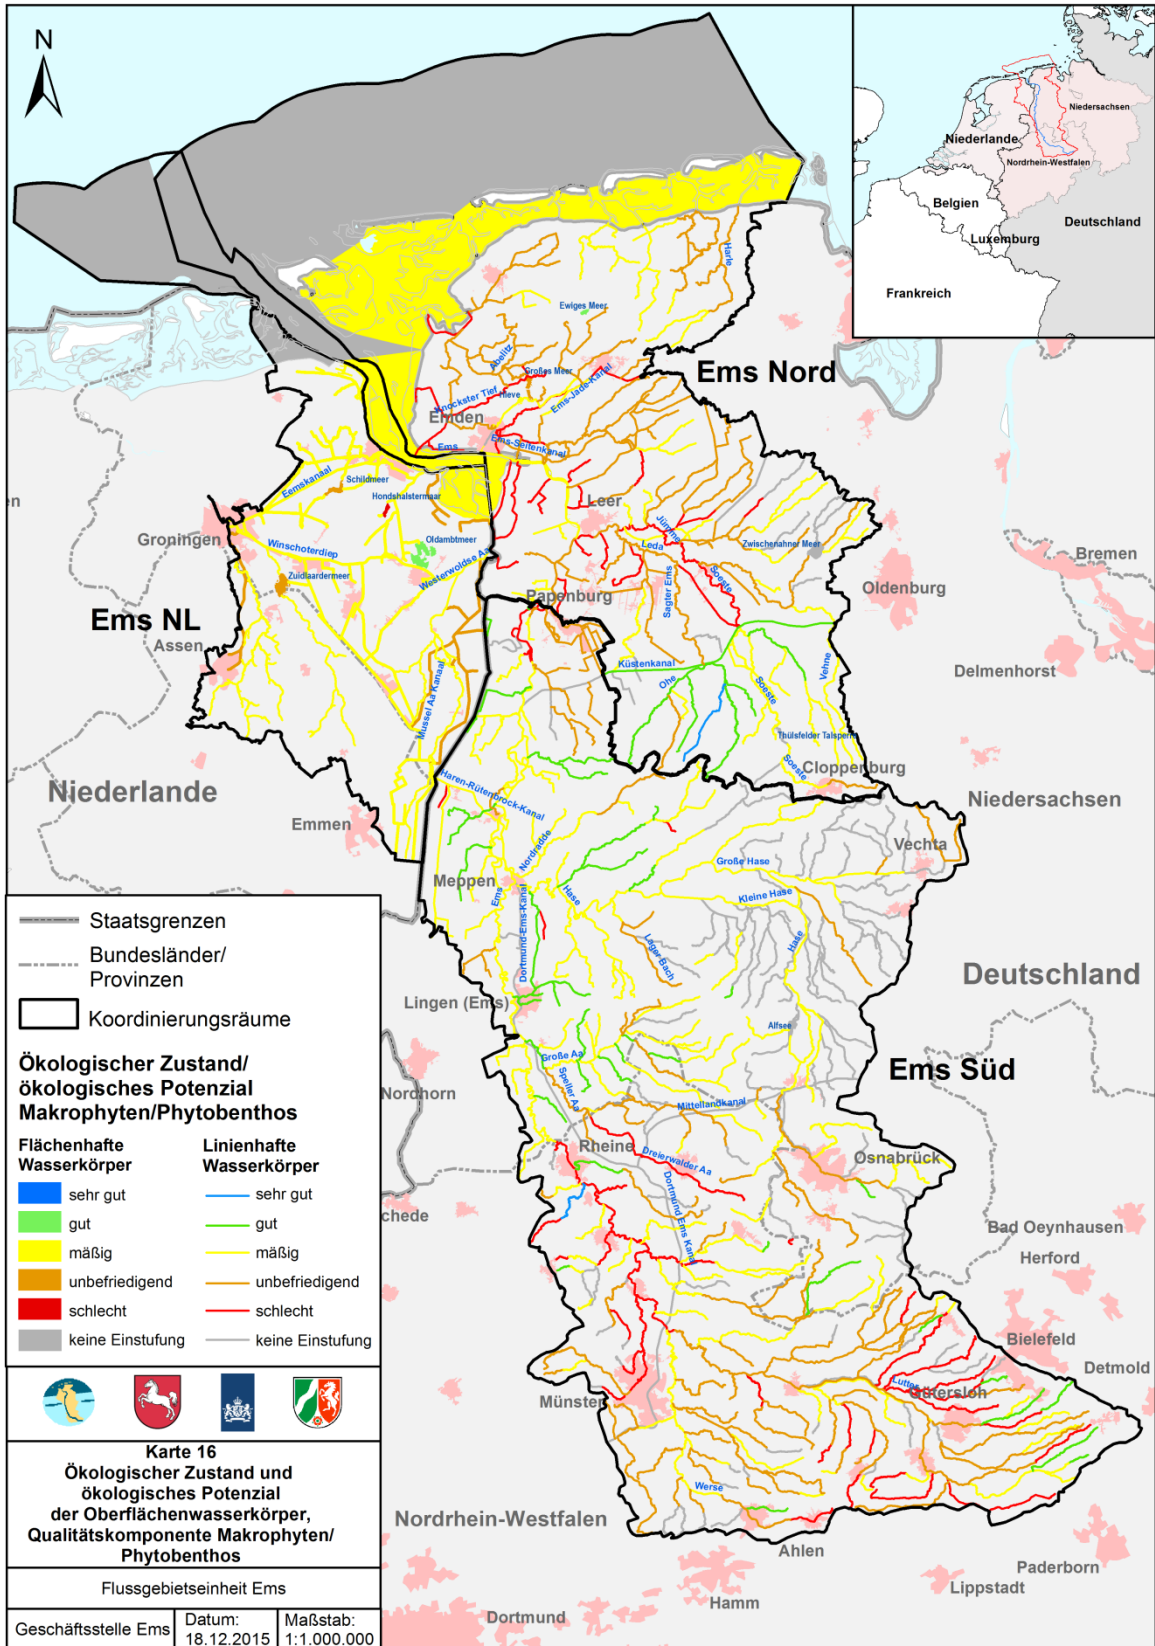 N
Niedersachsen
Niederlande
Nordrhein-Westfalen
Belgien
Deutschland
Luxemburg
Frankreich
Harle
Ewiges Meer
Abelitz
Großes Meer
Ems Nord
Knockster Tief
Hieve
Ems-Jade-Kanal
Emden
Ems
Ems-Seitenkanal
Eemskanaal
Schildmeer
Hondshalstermaar
Leer
Jümme
Groningen
Winschoterdiep
Oldambtmeer
Leda
Zwischenahner Meer
Bremen
Westerwoldse Aa
Zuidlaardermeer
Sagter Ems
Soeste
Oldenburg
Papenburg
Ems NL
Assen
Küstenkanal
Ohe
Vehne
Delmenhorst
Mussel Aa Kanaal
Soeste
Thülsfelder Talsperre
Soeste
Cloppenburg
Niederlande
Haren-Rütenbrock-Kanal
Niedersachsen
Emmen
Nordradde
Vechta
Große Hase
Meppen
Ems
Hase
Kleine Hase
Dortmund-Ems-Kanal
Lager Bach
Hase
Deutschland
Lingen (Ems)
Alfsee
Große Aa
Ems Süd
Speller Aa
Nordhorn
Mittellandkanal
Rheine
Dreierwalder Aa
Osnabrück
Dortmund Ems Kanal
chede
Bad Oeynhausen
Herford
Bielefeld
Detmold
Lutter
Gütersloh
Münster
Werse
Nordrhein-Westfalen
Ahlen
Paderborn
Lippstadt
Hamm
Dortmund
en
Staatsgrenzen
Bundesländer/
Provinzen
Koordinierungsräume
Ökologischer Zustand/
ökologisches Potenzial
Makrophyten/Phytobenthos
Flächenhafte Linienhafte
Wasserkörper Wasserkörper
sehr gut sehr gut
gut gut
mäßig mäßig
unbefriedigend unbefriedigend
schlecht schlecht
keine Einstufung keine Einstufung
Karte 16
Ökologischer Zustand und
ökologisches Potenzial
der Oberflächenwasserkörper,
Qualitätskomponente Makrophyten/
Phytobenthos
Flussgebietseinheit Ems
Geschäftsstelle Ems
Datum:
18.12.2015
Maßstab:
1:1.000.000